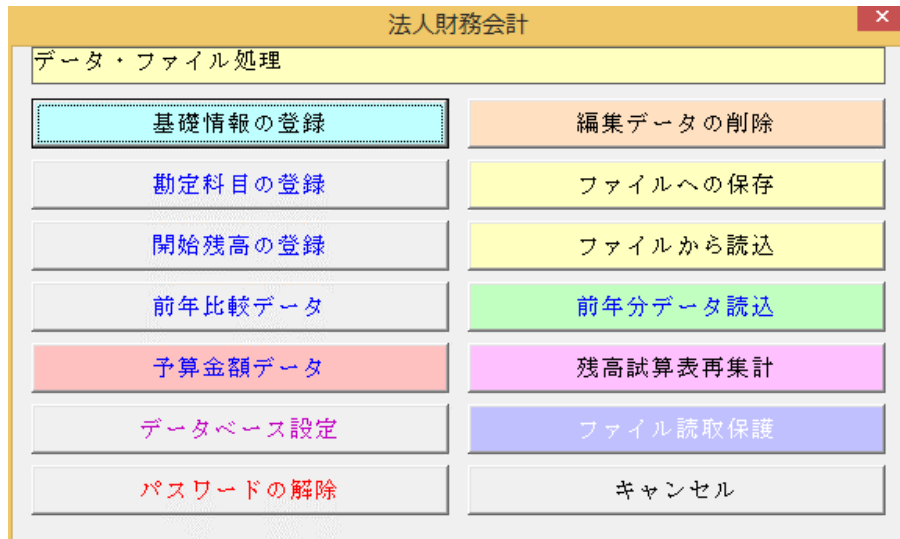 法人財務会計
データ・ファイル処理
基礎情報の登録
編集データの削除
勘定科目の登録
ファイルへの保存
開始残高の登録
ファイルから読込
前年比較データ
前年分データ読込
予算金額データ
残高試算表再集計
データベース設定
ファイル読取保護
パスワードの解除
キャンセル